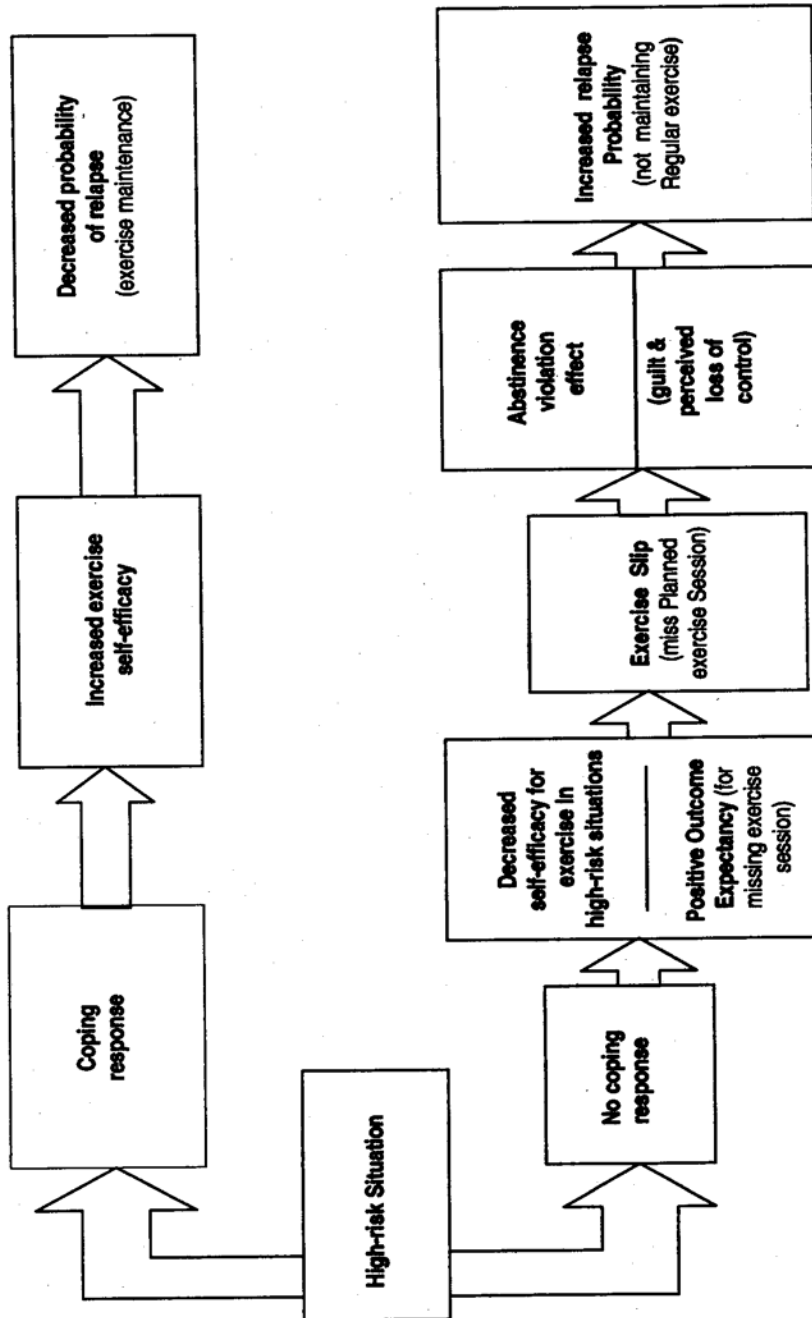 High-risk Situation
Coping
response
Increased exercise
self-efficacy
Decreased probability
of relapse
(exercise maintenance)
No coping
response
Decreased
self-efficacy for
exercise in
high-risk situations
Positive Outcome
Expectancy (for
missing exercise
session)
Exercise Slip
(miss Planned
exercise Session)
Abstinence
violation
effect
(guilt &
perceived
loss of
control)
Increased relapse
Probability
(not maintaining
Regular exercise)